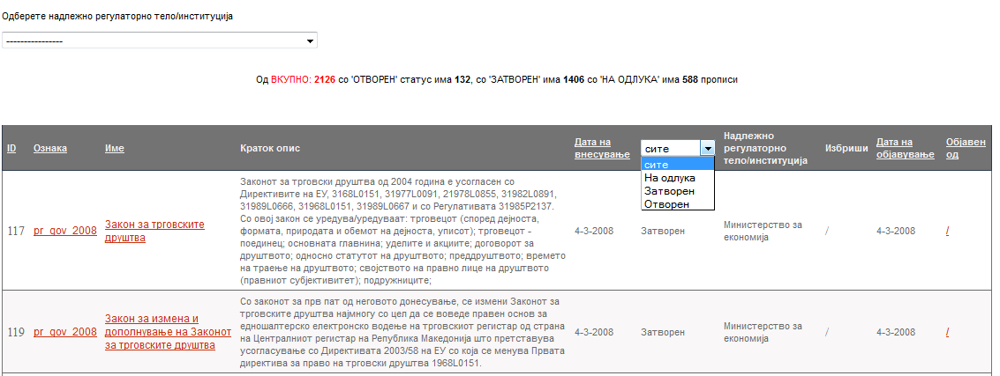 Одберете надлежно регулаторно тело/институција
----------------
Од ВКУПНО: 2126 со 'ОТВОРЕН' статус има 132, со 'ЗАТВОРЕН' има 1406 со 'НА ОДЛУКА' има 588 прописи
ID
Ознака
Име
Краток опис
Дата на
внесување
сите
сите
На одлука
Затворен
Отворен
Надлежно
регулаторно
тело/институција
Избриши
Дата на
објавување
Објавен
од
117
pr_gov_2008
Закон за трговските
друштва
Законот за трговски друштва од 2004 година е усогласен со
Директивите на ЕУ, 3168L0151, 31977L0091, 21978L0855, 31982L0891,
31989L0666, 31968L0151, 31989L0667 и со Регулативата 31985Р2137.
Со овој закон се уредува/уредуваат: трговецот (според дејноста,
формата, природата и обемот на дејноста, уписот); трговецот -
поединец; основната главнина; уделите и акциите; договорот за
друштвото; односно статутот на друштвото; преддруштвото; времето
на траење на друштвото; својството на правно лице на друштвото
(правниот субјективитет); подружниците;
4-3-2008
Затворен
Министерство за
економија
/
4-3-2008
/
119
pr_gov_2008
Закон за измена и
дополнување на Законот
за трговските друштва
Со законот за прв пат од неговото донесување, се измени Законот за
трговските друштва најмногу со цел да се воведе правен основ за
едношалтерско електронско водење на трговскиот регистар од страна
на Централниот регистар на Република Македонија што претставува
усогласување со Директивата 2003/58 на ЕУ со која се менува Првата
директива за право на трговски друштва 1968L0151.
4-3-2008
Затворен
Министерство за
економија
/
4-3-2008
/